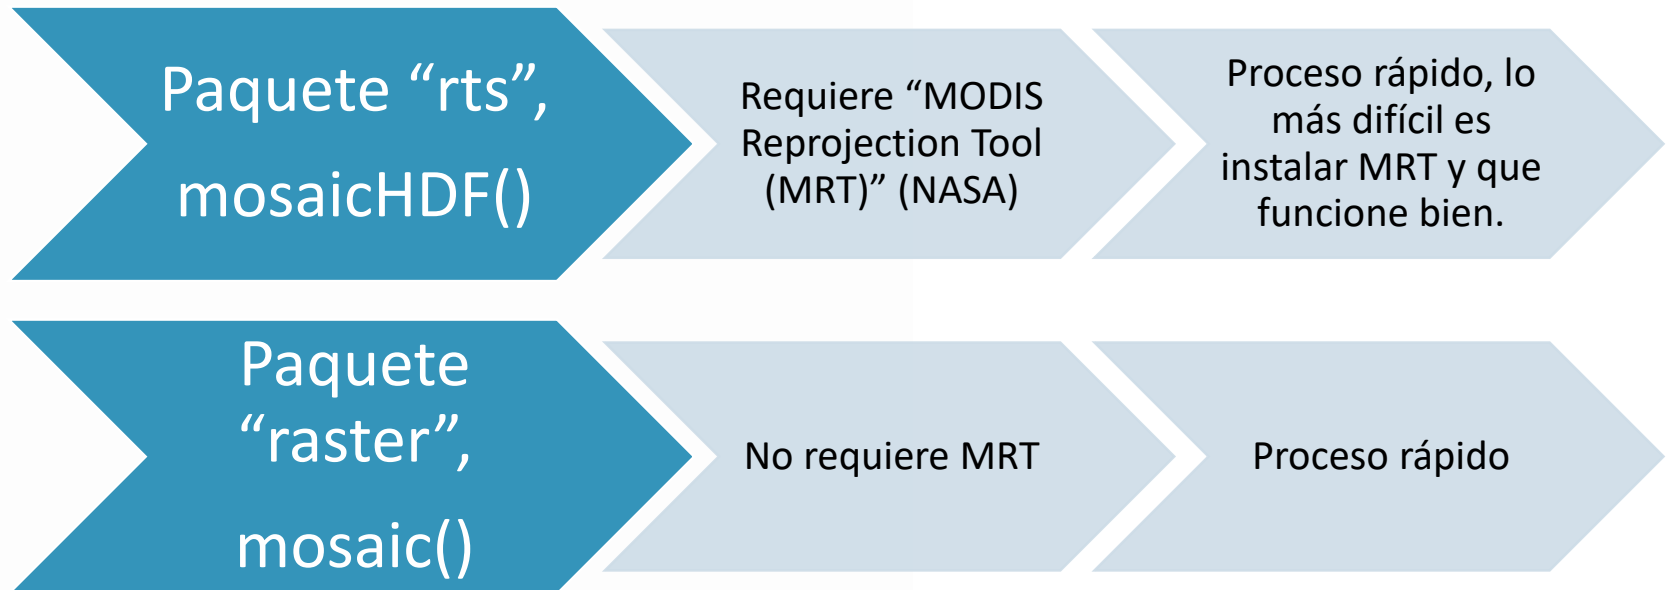 Paquete “rts”,
mosaicHDF()
Requiere “MODIS
Reprojection Tool
(MRT)” (NASA)
Proceso rápido, lo
más difícil es
instalar MRT y que
funcione bien.
Paquete
“raster”,
mosaic()
No requiere MRT
Proceso rápido